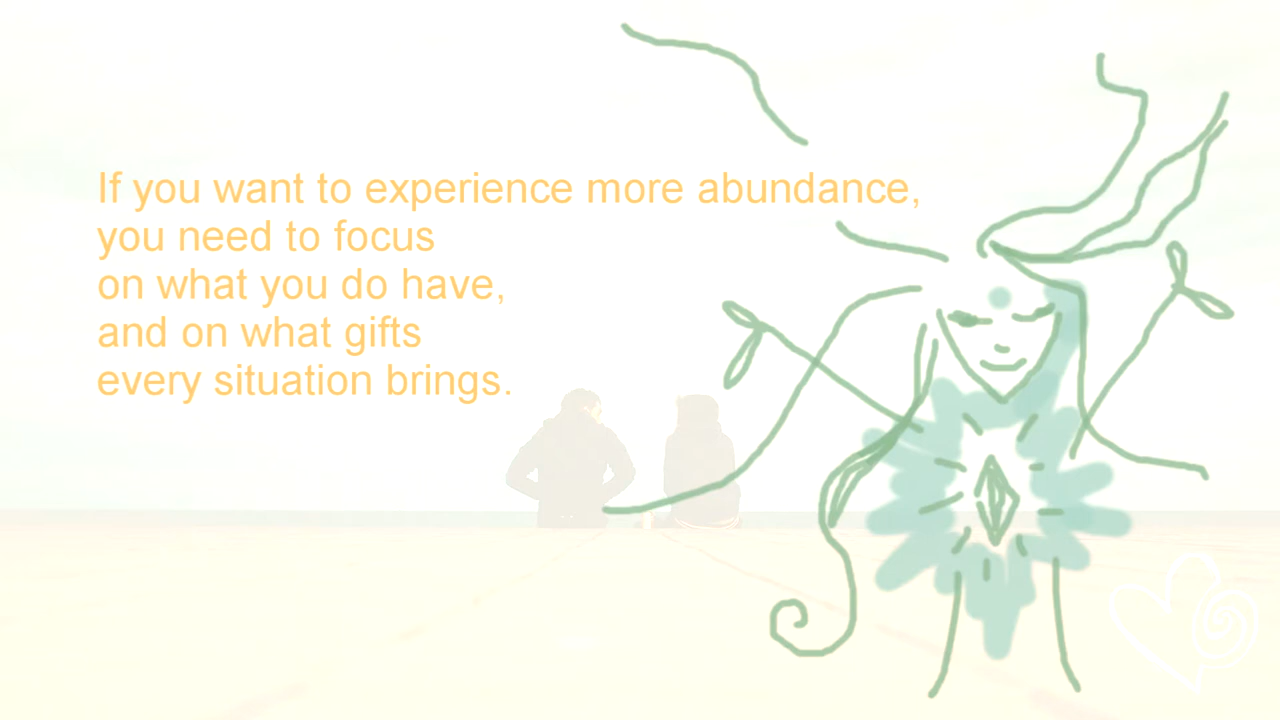 If you want to experience more abundance,
you need to focus
on what you do have,
and on what gifts
every situation brings.